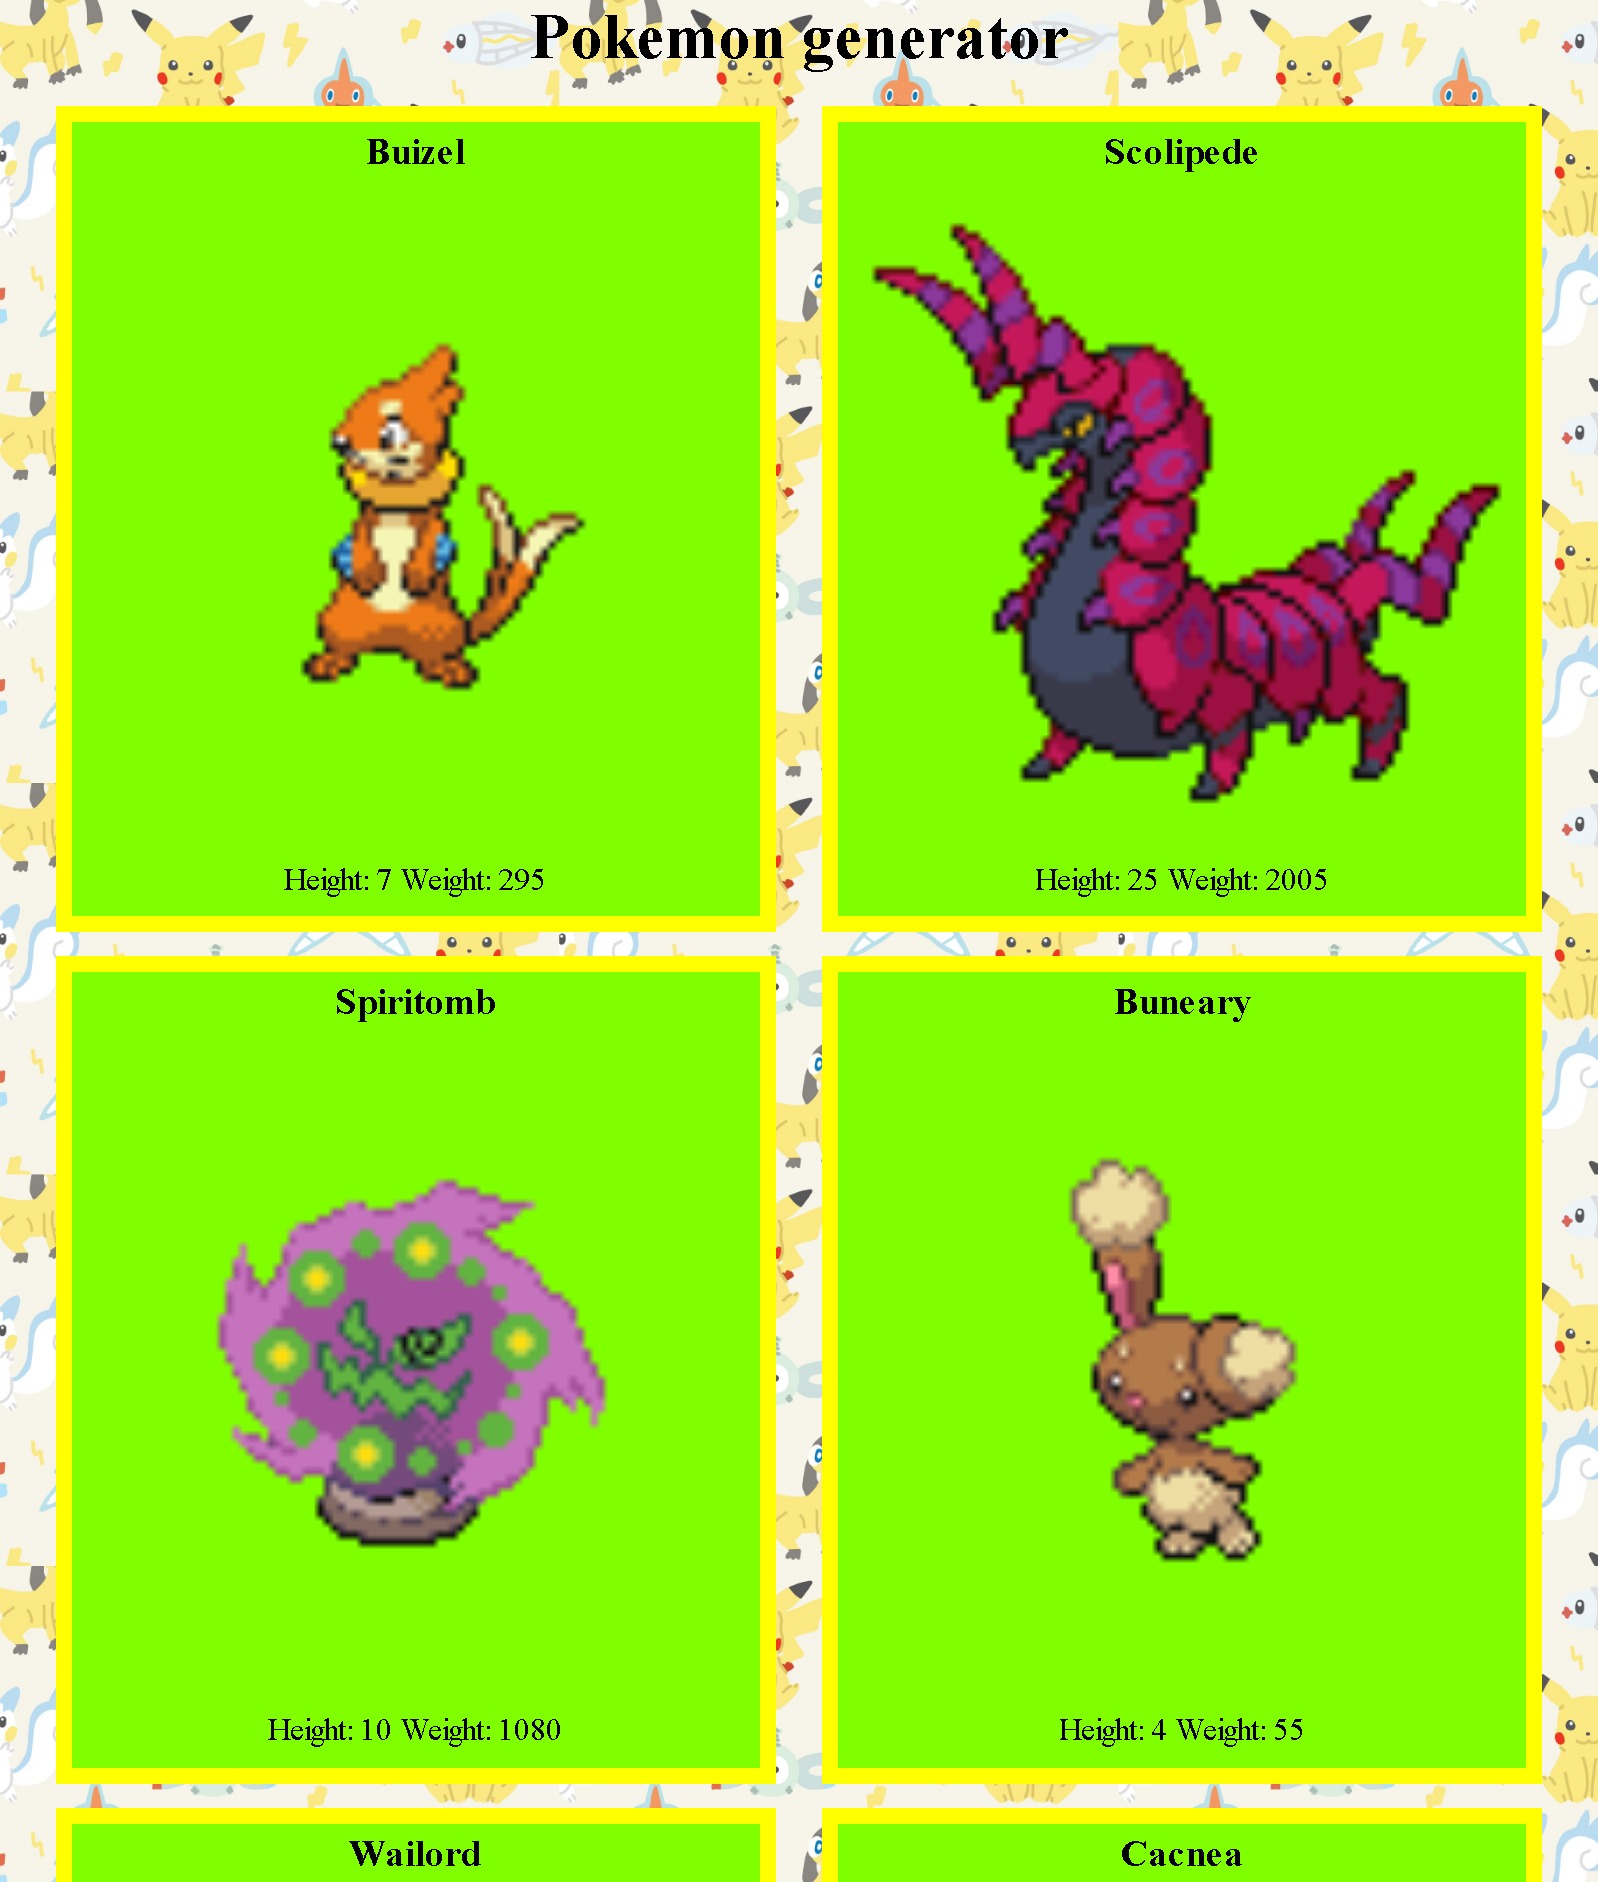 Pokemon generator
Buizel
Height: 7 Weight: 295
Scolipede
Height: 25 Weight: 2005
Spiritomb
Height: 10 Weight: 1080
Buneary
Height: 4 Weight: 55
Wailord
Cacnea